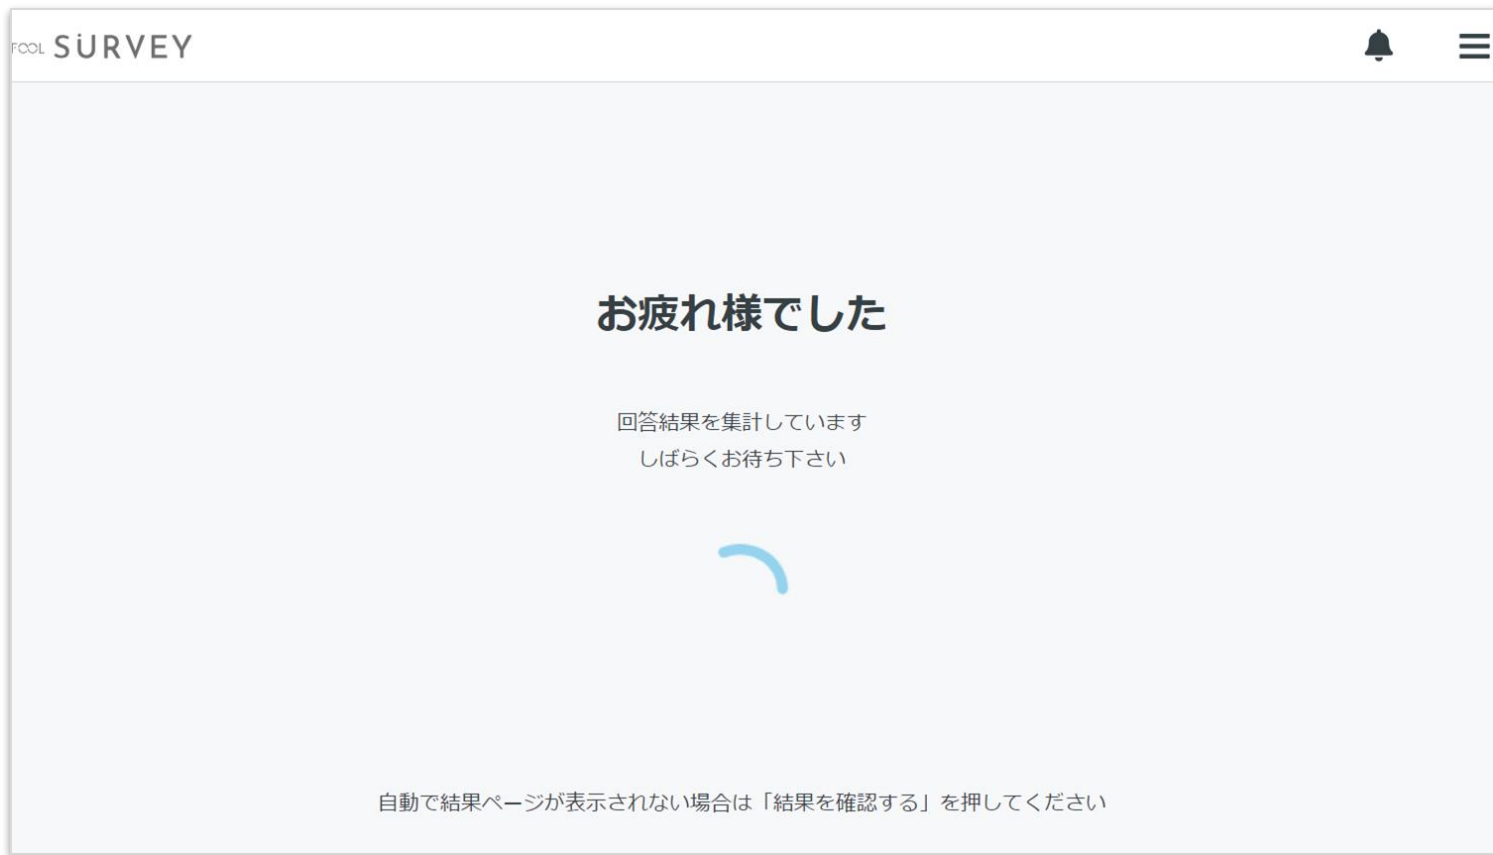 FOOL SURVEY
お疲れ様でした
回答結果を集計しています
しばらくお待ち下さい
自動で結果ページが表示されない場合は「結果を確認する」を押してください